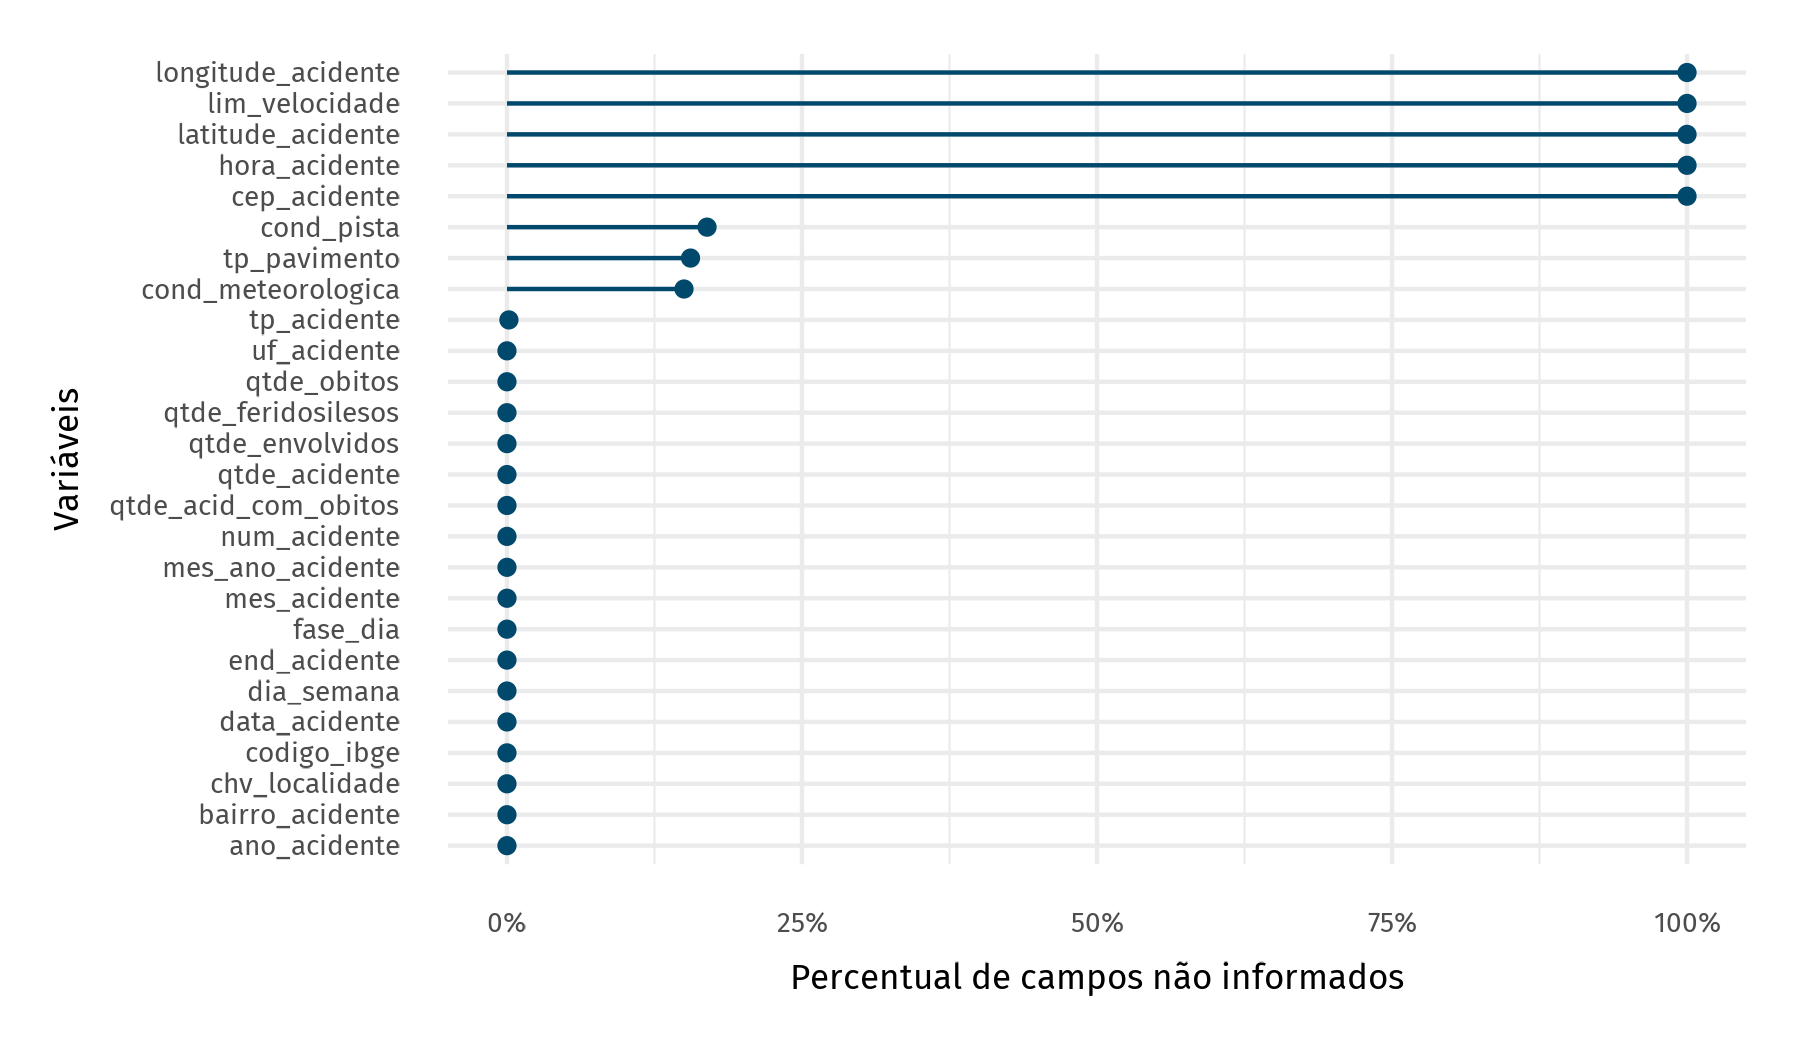 longitude_acidente
lim_velocidade
latitude_acidente
hora_acidente
cep_acidente
cond_pista
tp_pavimento
cond_meteorologica
tp_acidente
uf_acidente
qtde_obitos
qtde_feridosilesos
qtde_envolvidos
qtde_acidente
qtde_acid_com_obitos
num_acidente
mes_ano_acidente
mes_acidente
fase_dia
end_acidente
dia_semana
data_acidente
codigo_ibge
chv_localidade
bairro_acidente
ano_acidente
Variáveis
0% 25% 50% 75% 100%
Percentual de campos não informados